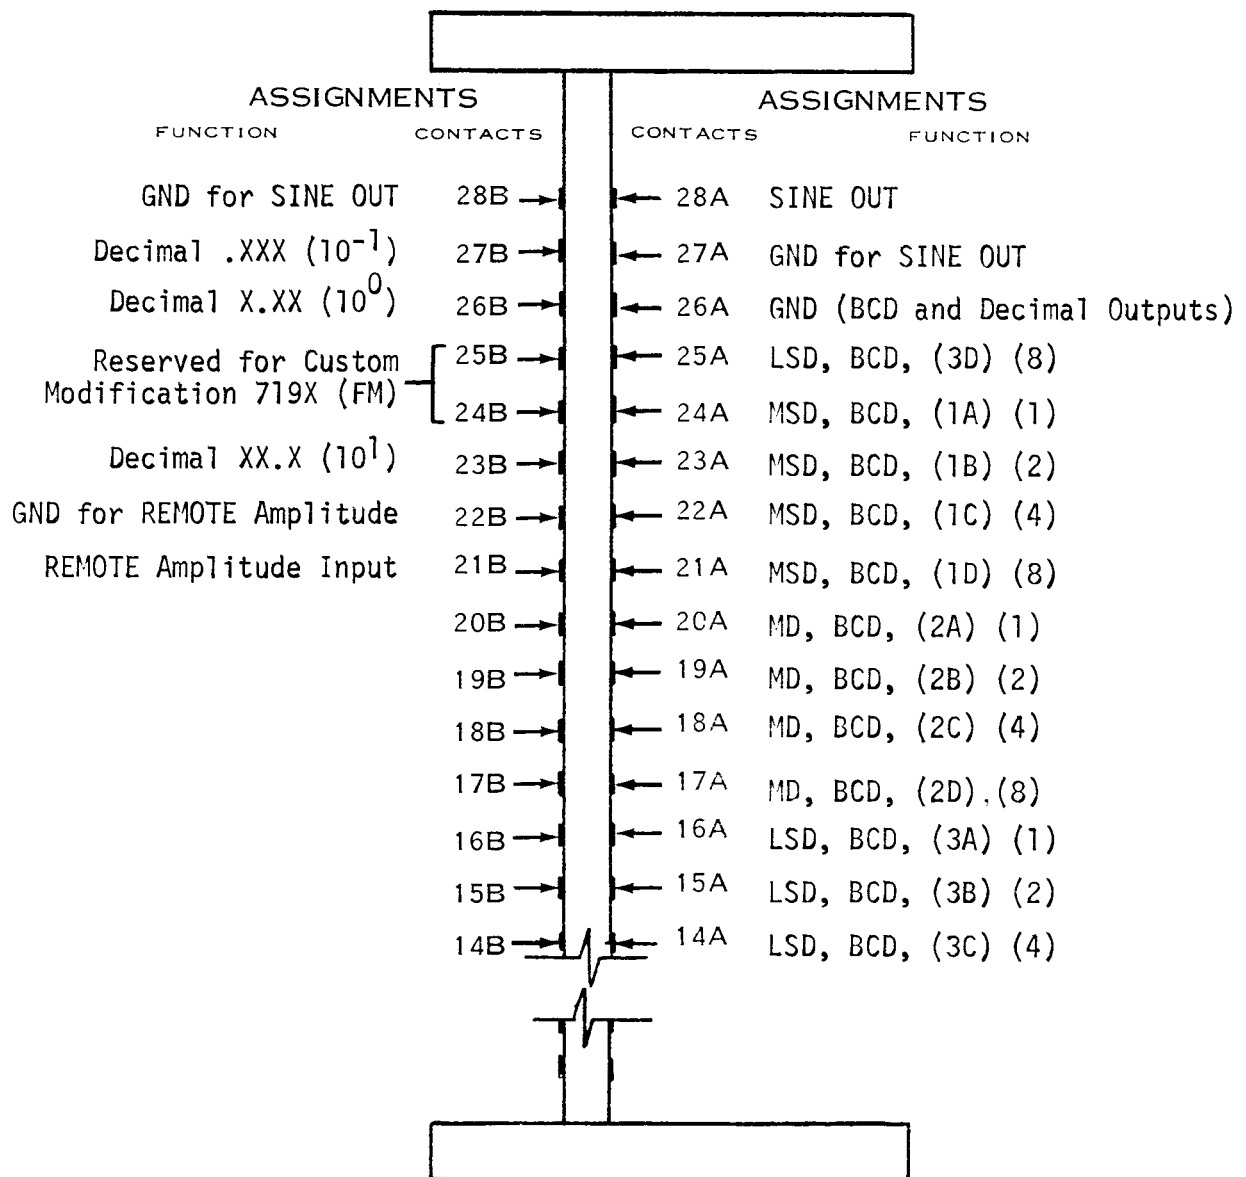 ASSIGNMENTS ASSIGNMENTS
FUNCTION CONTACTS CONTACTS FUNCTION
GND for SINE OUT 28B 28A SINE OUT
Decimal .XXX (10⁻¹) 27B 27A GND for SINE OUT
Decimal X.XX (10⁰) 26B 26A GND (BCD and Decimal Outputs)
Reserved for Custom 25B 25A LSD, BCD, (3D) (8)
Modification 719X (FM) 24B 24A MSD, BCD, (1A) (1)
Decimal XX.X (10¹) 23B 23A MSD, BCD, (1B) (2)
GND for REMOTE Amplitude 22B 22A MSD, BCD, (1C) (4)
REMOTE Amplitude Input 21B 21A MSD, BCD, (1D) (8)
20B 20A MD, BCD, (2A) (1)
19B 19A MD, BCD, (2B) (2)
18B 18A MD, BCD, (2C) (4)
17B 17A MD, BCD, (2D) (8)
16B 16A LSD, BCD, (3A) (1)
15B 15A LSD, BCD, (3B) (2)
14B 14A LSD, BCD, (3C) (4)